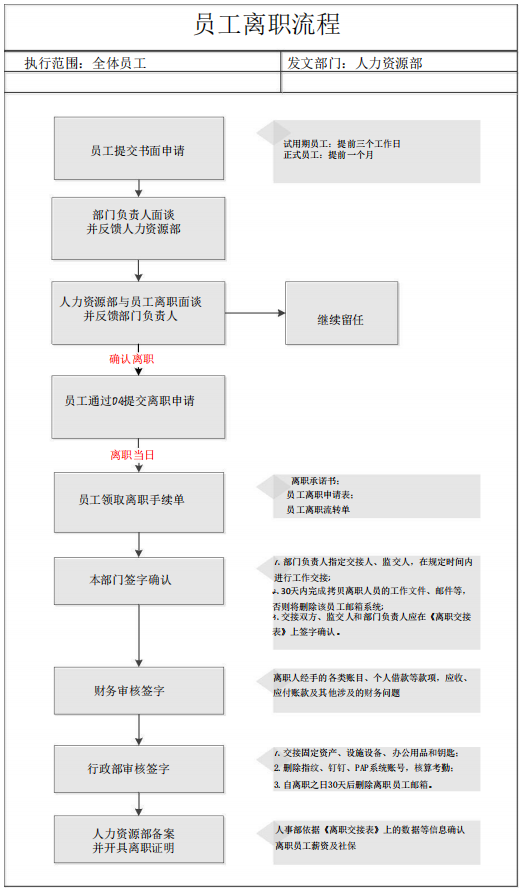 员工离职流程
执行范围：全体员工
发文部门：人力资源部
员工提交书面申请
试用期员工：提前三个工作日
正式员工：提前一个月
部门负责人面谈
并反馈人力资源部
人力资源部与员工离职面谈
并反馈部门负责人
继续留任
确认离职
员工通过D4提交离职申请
离职当日
员工领取离职手续单
离职承诺书；
员工离职申请表；
员工离职流转单
本部门签字确认
1. 部门负责人指定交接人、监交人，在规定时间内
进行工作交接；
30天内完成拷贝离职人员的工作文件、邮件等，
否则将删除该员工邮箱系统；
交接双方、监交人和部门负责人应在《离职交接
表》上签字确认。
财务审核签字
离职人经手的各类账目、个人借款等款项，应收、
应付账款及其他涉及的财务问题
行政部审核签字
1. 交接固定资产、设施设备、办公用品和钥匙；
2. 删除指纹、钉钉、PAP系统账号，核算考勤；
3. 自离职之日30天后删除离职员工邮箱。
人力资源部备案
并开具离职证明
人事部依据《离职交接表》上的数据等信息确认
离职员工薪资及社保